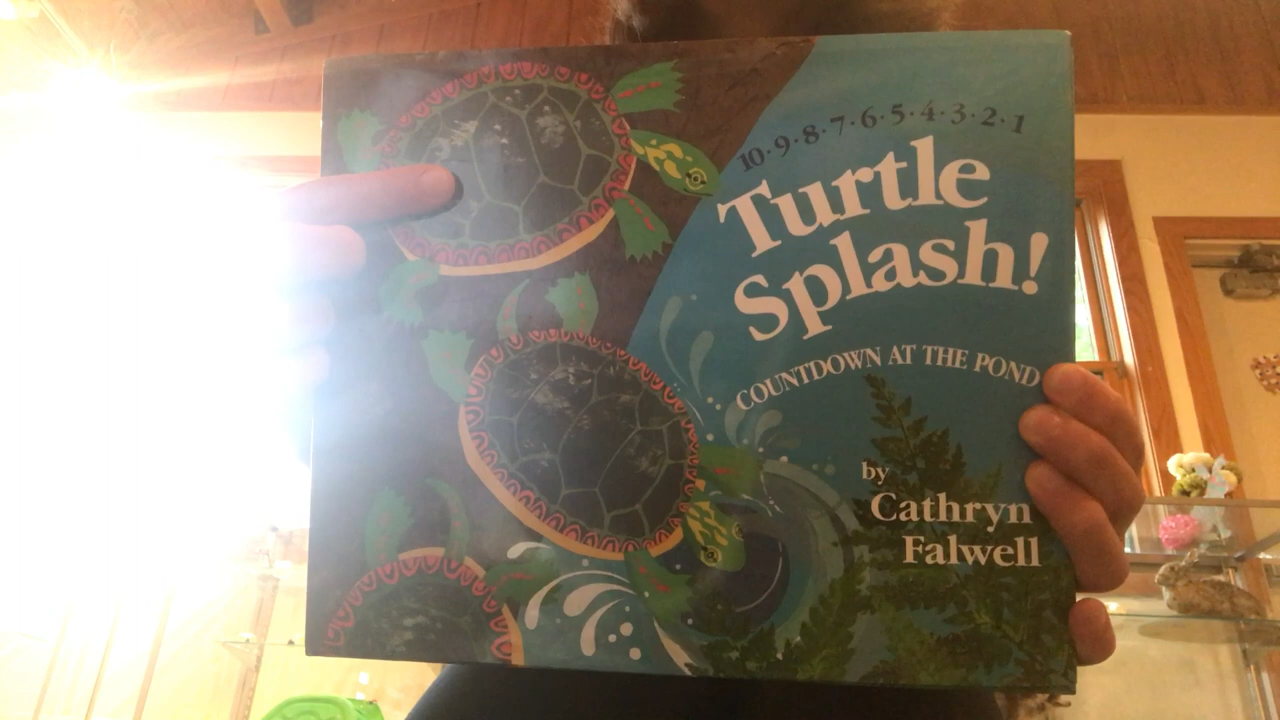 10·9·8·7·6·5·4·3·2·1
Turtle
Splash!
COUNTDOWN AT THE POND
by
Cathryn
Falwell